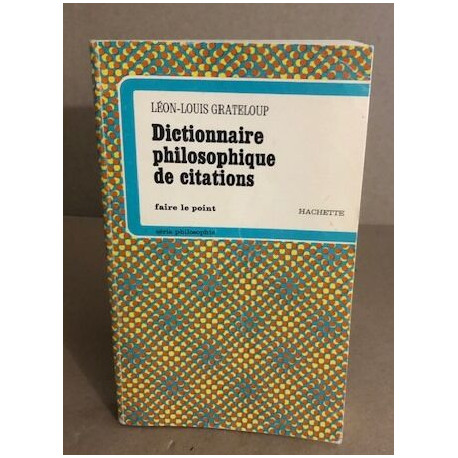 LÉON-LOUIS GRATELOUP
Dictionnaire
philosophique
de citations
faire le point
HACHETTE
série philosophie